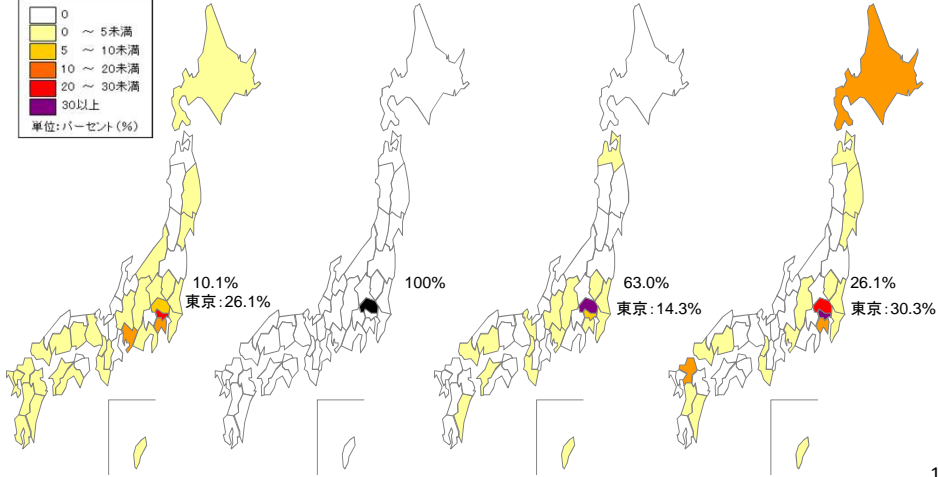 0
0 ～ 5未満
5 ～ 10未満
10 ～ 20未満
20 ～ 30未満
30以上
単位：パーセント（％）
10.1%
東京：26.1%
100%
63.0%
東京：14.3%
26.1%
東京：30.3%
1